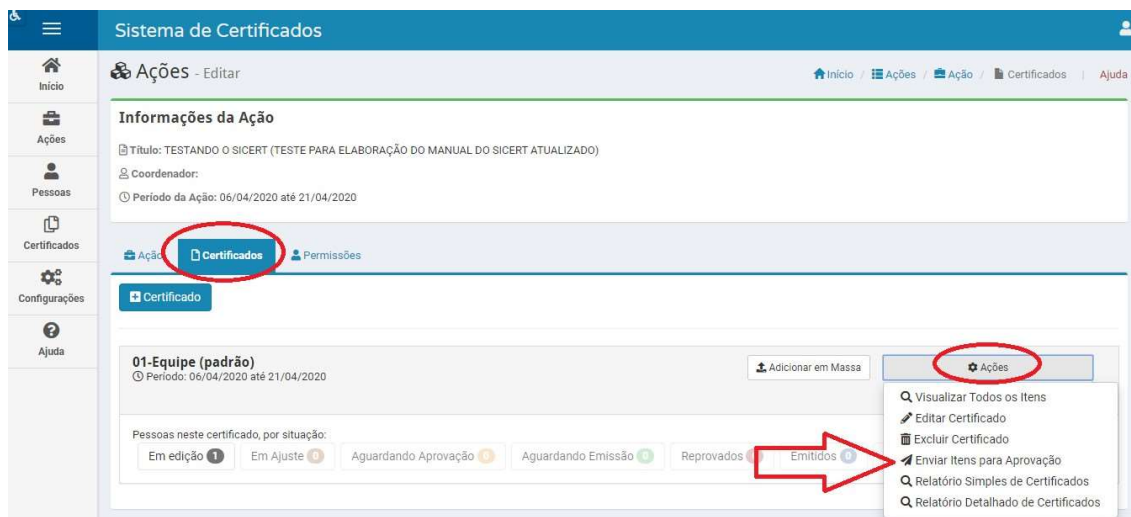 Sistema de Certificados
Início
Ações
Pessoas
Certificados
Configurações
Ajuda
Ações - Editar
Início / Ações / Ação / Certificados | Ajuda
Informações da Ação
Título: TESTANDO O SICERT (TESTE PARA ELABORAÇÃO DO MANUAL DO SICERT ATUALIZADO)
Coordenador:
Período da Ação: 06/04/2020 até 21/04/2020
Ação Certificados Permissões
Certificado
01-Equipe (padrão)
Período: 06/04/2020 até 21/04/2020
Adicionar em Massa
Ações
Visualizar Todos os Itens
Editar Certificado
Excluir Certificado
Enviar Itens para Aprovação
Relatório Simples de Certificados
Relatório Detalhado de Certificados
Pessoas neste certificado, por situação:
Em edição 1 Em Ajuste 0 Aguardando Aprovação 0 Aguardando Emissão 0 Reprovados 0 Emitidos 0